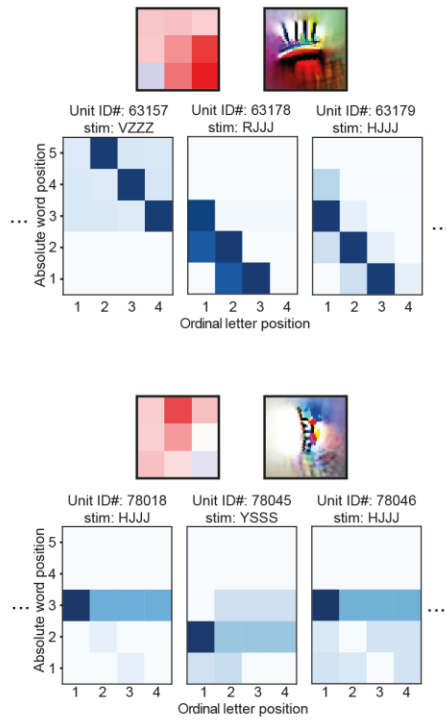 Unit ID#: 63157 Unit ID#: 63178 Unit ID#: 63179
stim: VZZZ stim: RJJJ stim: HJJJ
Absolute word position
5
4
3
2
1
... ...
1 2 3 4 1 2 3 4 1 2 3 4
Ordinal letter position
Unit ID#: 78018 Unit ID#: 78045 Unit ID#: 78046
stim: HJJJ stim: YSSS stim: HJJJ
Absolute word position
5
4
3
2
1
... ...
1 2 3 4 1 2 3 4 1 2 3 4
Ordinal letter position